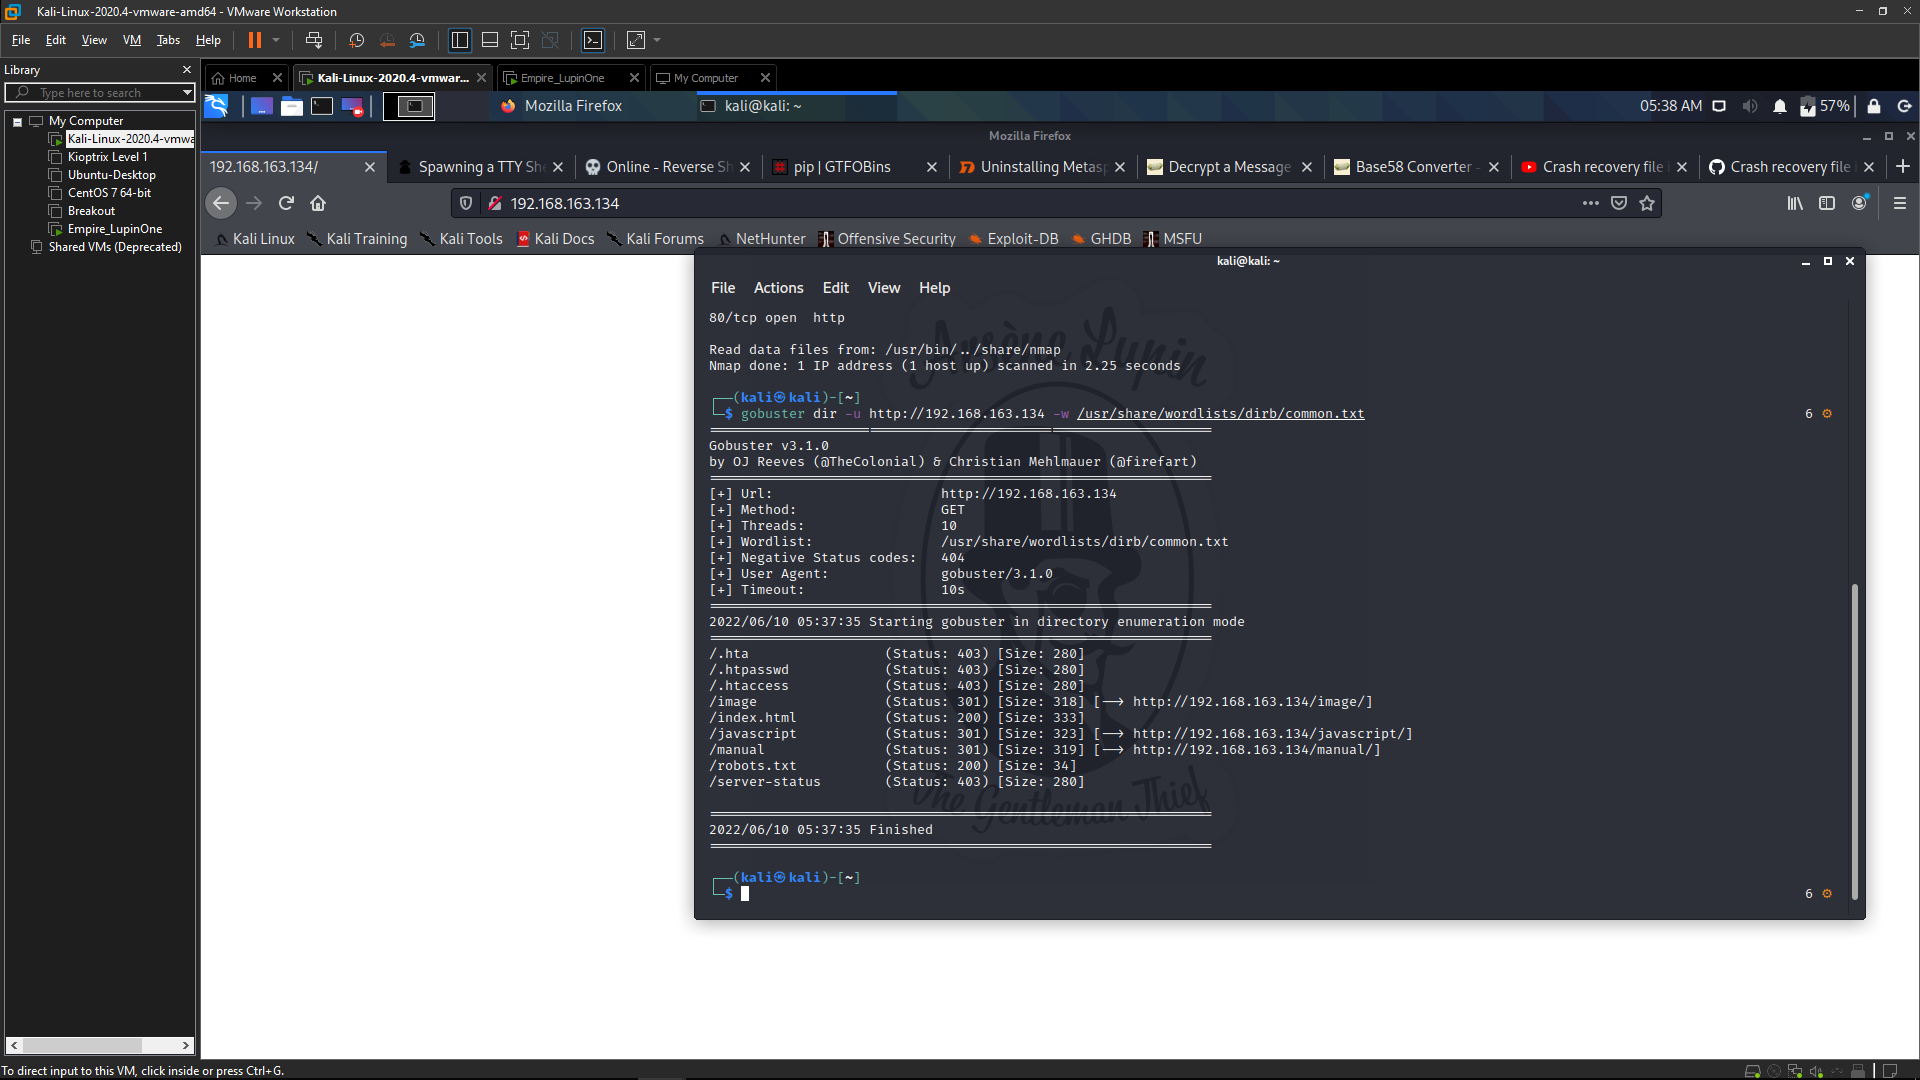 Kali-Linux-2020.4-vmware-amd64 - VMware Workstation
File Edit View VM Tabs Help
Library
Type here to search
My Computer
Kali-Linux-2020.4-vmwa
Kioptrix Level 1
Ubuntu-Desktop
CentOS 7 64-bit
Breakout
Empire_LupinOne
Shared VMs (Deprecated)
Home
Kali-Linux-2020.4-vmwar...
Empire_LupinOne
My Computer
Mozilla Firefox
kali@kali: ~
05:38 AM
57%
Mozilla Firefox
192.168.163.134/
Spawning a TTY She
Online - Reverse Sh
pip | GTFOBins
Uninstalling Metasp
Decrypt a Message
Base58 Converter -
Crash recovery file i
Crash recovery file i
192.168.163.134
Kali Linux
Kali Training
Kali Tools
Kali Docs
Kali Forums
NetHunter
Offensive Security
Exploit-DB
GHDB
MSFU
kali@kali: ~
File Actions Edit View Help
80/tcp open  http
Read data files from: /usr/bin/../share/nmap
Nmap done: 1 IP address (1 host up) scanned in 2.25 seconds
┌──(kali㉿kali)-[~]
└─$ gobuster dir -u http://192.168.163.134 -w /usr/share/wordlists/dirb/common.txt 6 ⚙
===============================================================
Gobuster v3.1.0
by OJ Reeves (@TheColonial) & Christian Mehlmauer (@firefart)
===============================================================
[+] Url:                     http://192.168.163.134
[+] Method:                  GET
[+] Threads:                 10
[+] Wordlist:                /usr/share/wordlists/dirb/common.txt
[+] Negative Status codes:   404
[+] User Agent:              gobuster/3.1.0
[+] Timeout:                 10s
===============================================================
2022/06/10 05:37:35 Starting gobuster in directory enumeration mode
===============================================================
/.hta                 (Status: 403) [Size: 280]
/.htpasswd            (Status: 403) [Size: 280]
/.htaccess            (Status: 403) [Size: 280]
/image                (Status: 301) [Size: 318] [--> http://192.168.163.134/image/]
/index.html           (Status: 200) [Size: 333]
/javascript           (Status: 301) [Size: 323] [--> http://192.168.163.134/javascript/]
/manual               (Status: 301) [Size: 319] [--> http://192.168.163.134/manual/]
/robots.txt           (Status: 200) [Size: 34]
/server-status        (Status: 403) [Size: 280]
===============================================================
2022/06/10 05:37:35 Finished
===============================================================
┌──(kali㉿kali)-[~]
└─$ 6 ⚙
Arsène Lupin
The Gentleman Thief
To direct input to this VM, click inside or press Ctrl+G.